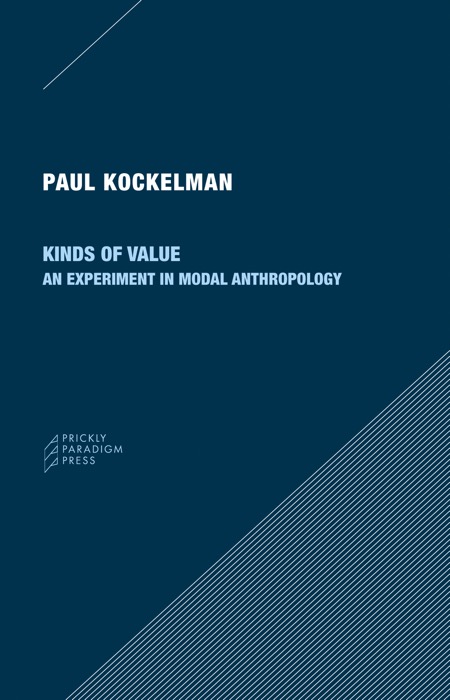 PAUL KOCKELMAN
KINDS OF VALUE
AN EXPERIMENT IN MODAL ANTHROPOLOGY
PRICKLY
PARADIGM
PRESS